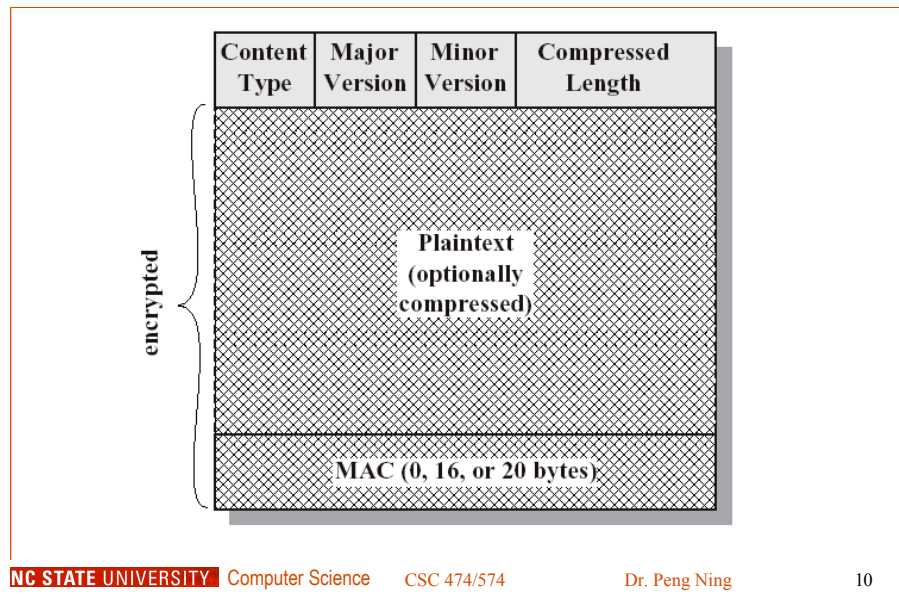 Content Type
Major Version
Minor Version
Compressed Length
encrypted
Plaintext
(optionally
compressed)
MAC (0, 16, or 20 bytes)
NC STATE UNIVERSITY Computer Science CSC 474/574 Dr. Peng Ning 10